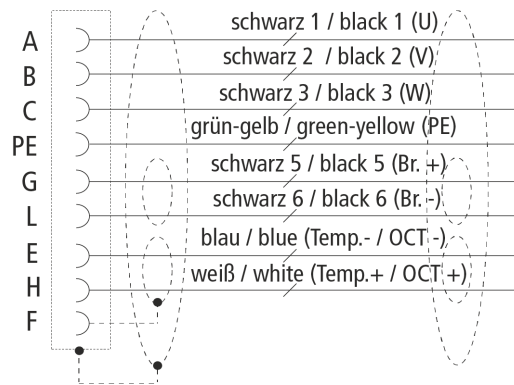 A schwarz 1 / black 1 (U)
B schwarz 2 / black 2 (V)
C schwarz 3 / black 3 (W)
PE grün-gelb / green-yellow (PE)
G schwarz 5 / black 5 (Br. +)
L schwarz 6 / black 6 (Br. -)
E blau / blue (Temp.- / OCT -)
H weiß / white (Temp.+ / OCT +)
F